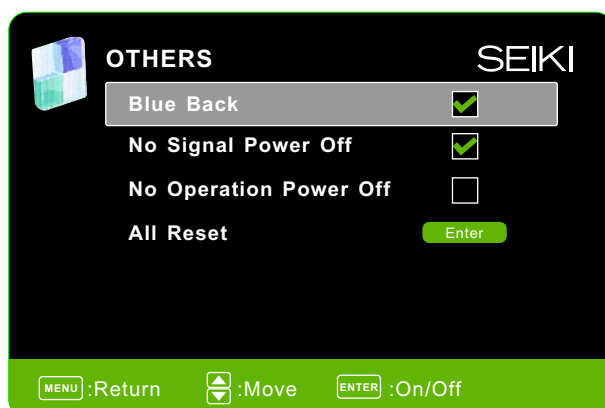 OTHERS SEIKI
Blue Back
No Signal Power Off
No Operation Power Off
All Reset Enter
MENU :Return :Move ENTER :On/Off